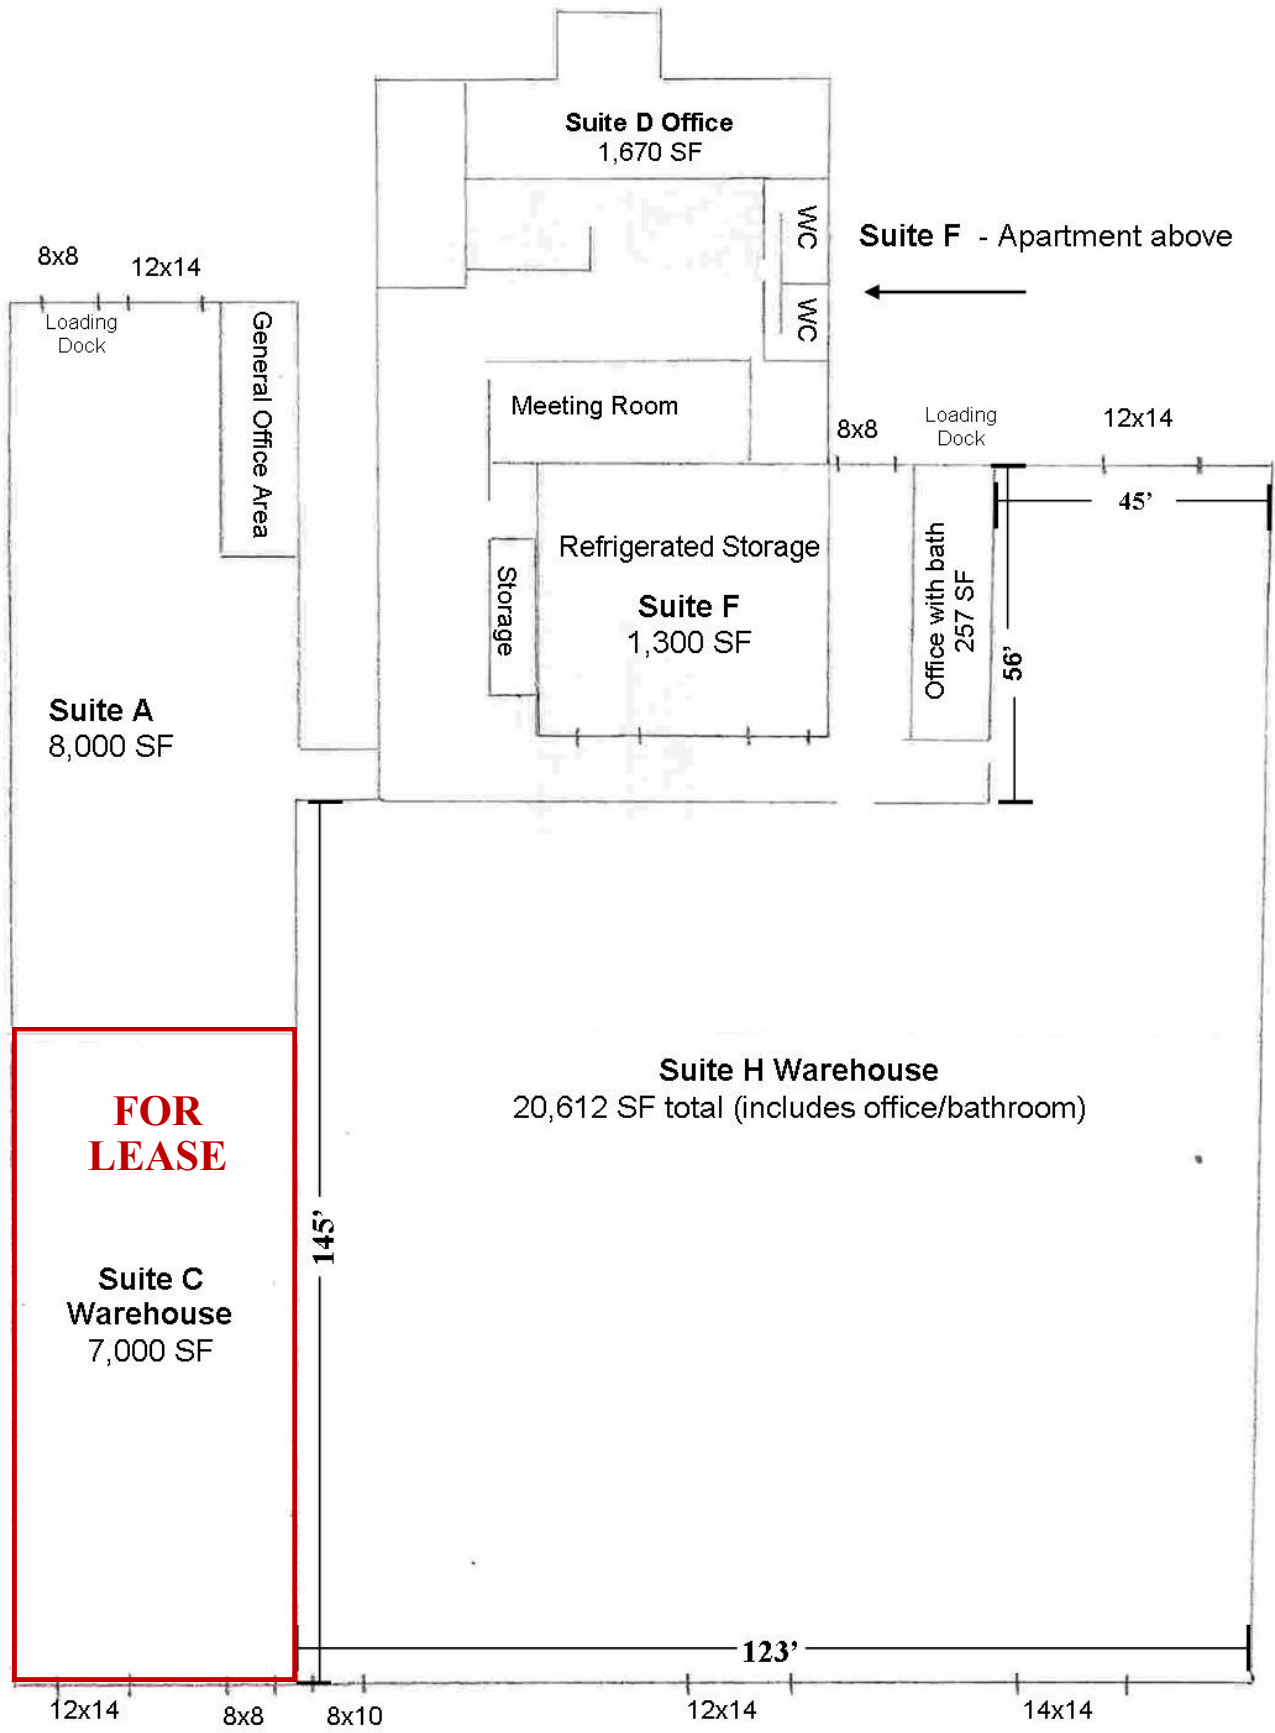 Suite D Office
1,670 SF
WC
Suite F - Apartment above
8x8
12x14
WC
Loading
Dock
General Office Area
Meeting Room
8x8
Loading
Dock
12x14
45’
Refrigerated Storage
Storage
Suite F
1,300 SF
Office with bath
257 SF
56’
Suite A
8,000 SF
FOR
LEASE
Suite H Warehouse
20,612 SF total (includes office/bathroom)
145’
Suite C
Warehouse
7,000 SF
123’
12x14
8x8
8x10
12x14
14x14